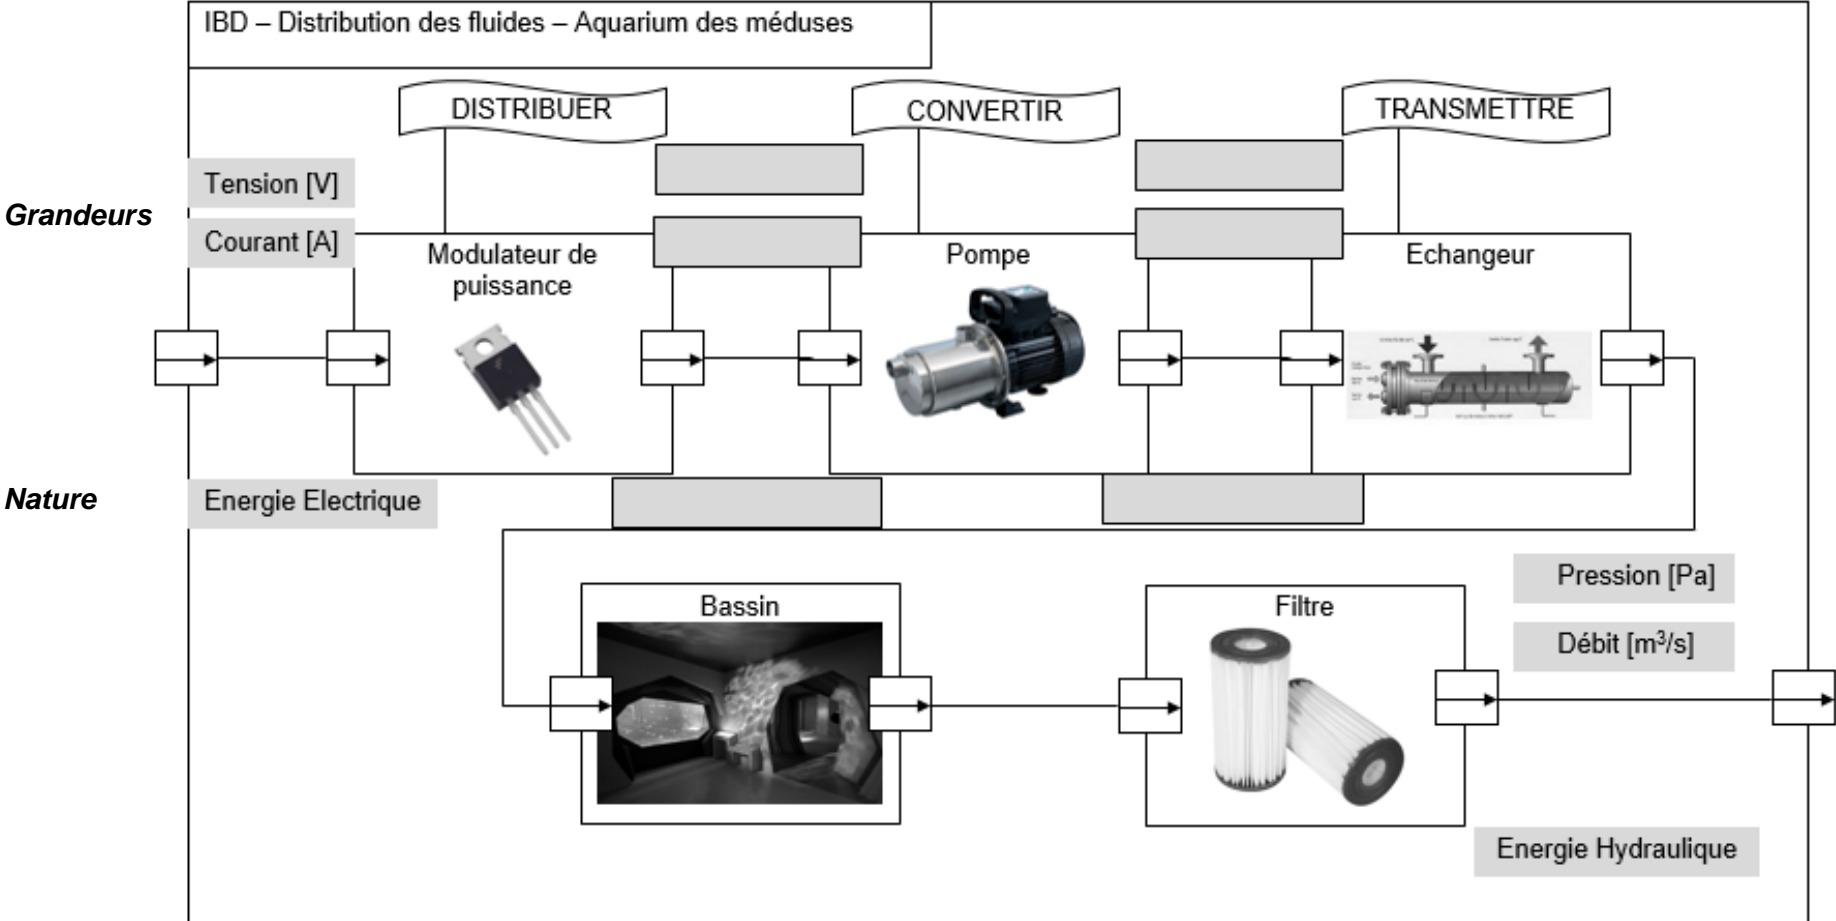 IBD – Distribution des fluides – Aquarium des méduses
DISTRIBUER
CONVERTIR
TRANSMETTRE
Tension [V]
Grandeurs
Courant [A]
Modulateur de
puissance
Pompe
Echangeur
Nature
Energie Electrique
Pression [Pa]
Bassin
Filtre
Débit [m³/s]
Energie Hydraulique